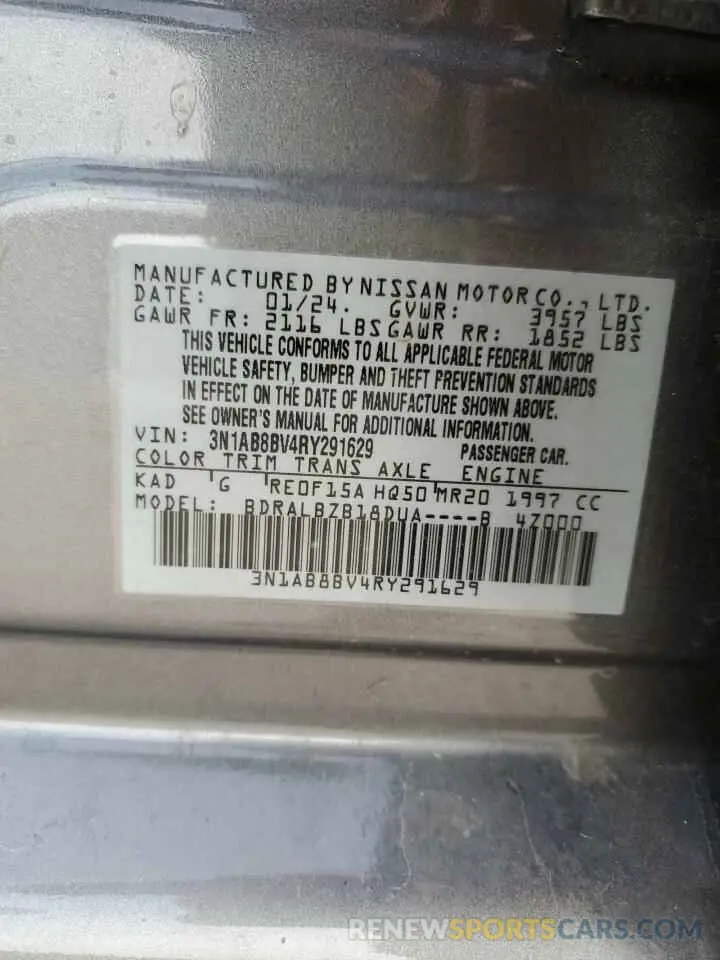 MANUFACTURED BY NISSAN MOTOR CO., LTD.
DATE: 01/24. GVWR: 3957 LBS
GAWR FR: 2116 LBS GAWR RR: 1852 LBS
THIS VEHICLE CONFORMS TO ALL APPLICABLE FEDERAL MOTOR
VEHICLE SAFETY, BUMPER AND THEFT PREVENTION STANDARDS
IN EFFECT ON THE DATE OF MANUFACTURE SHOWN ABOVE.
SEE OWNER'S MANUAL FOR ADDITIONAL INFORMATION.
VIN: 3N1AB8BV4RY291629 PASSENGER CAR.
COLOR TRIM TRANS AXLE ENGINE
KAD G RE0F15A HQ50 MR20 1997 CC
MODEL: BDRALBZB18DUA----B 4Z000
3N1AB8BV4RY291629
RENEWSPORTSCARS.COM